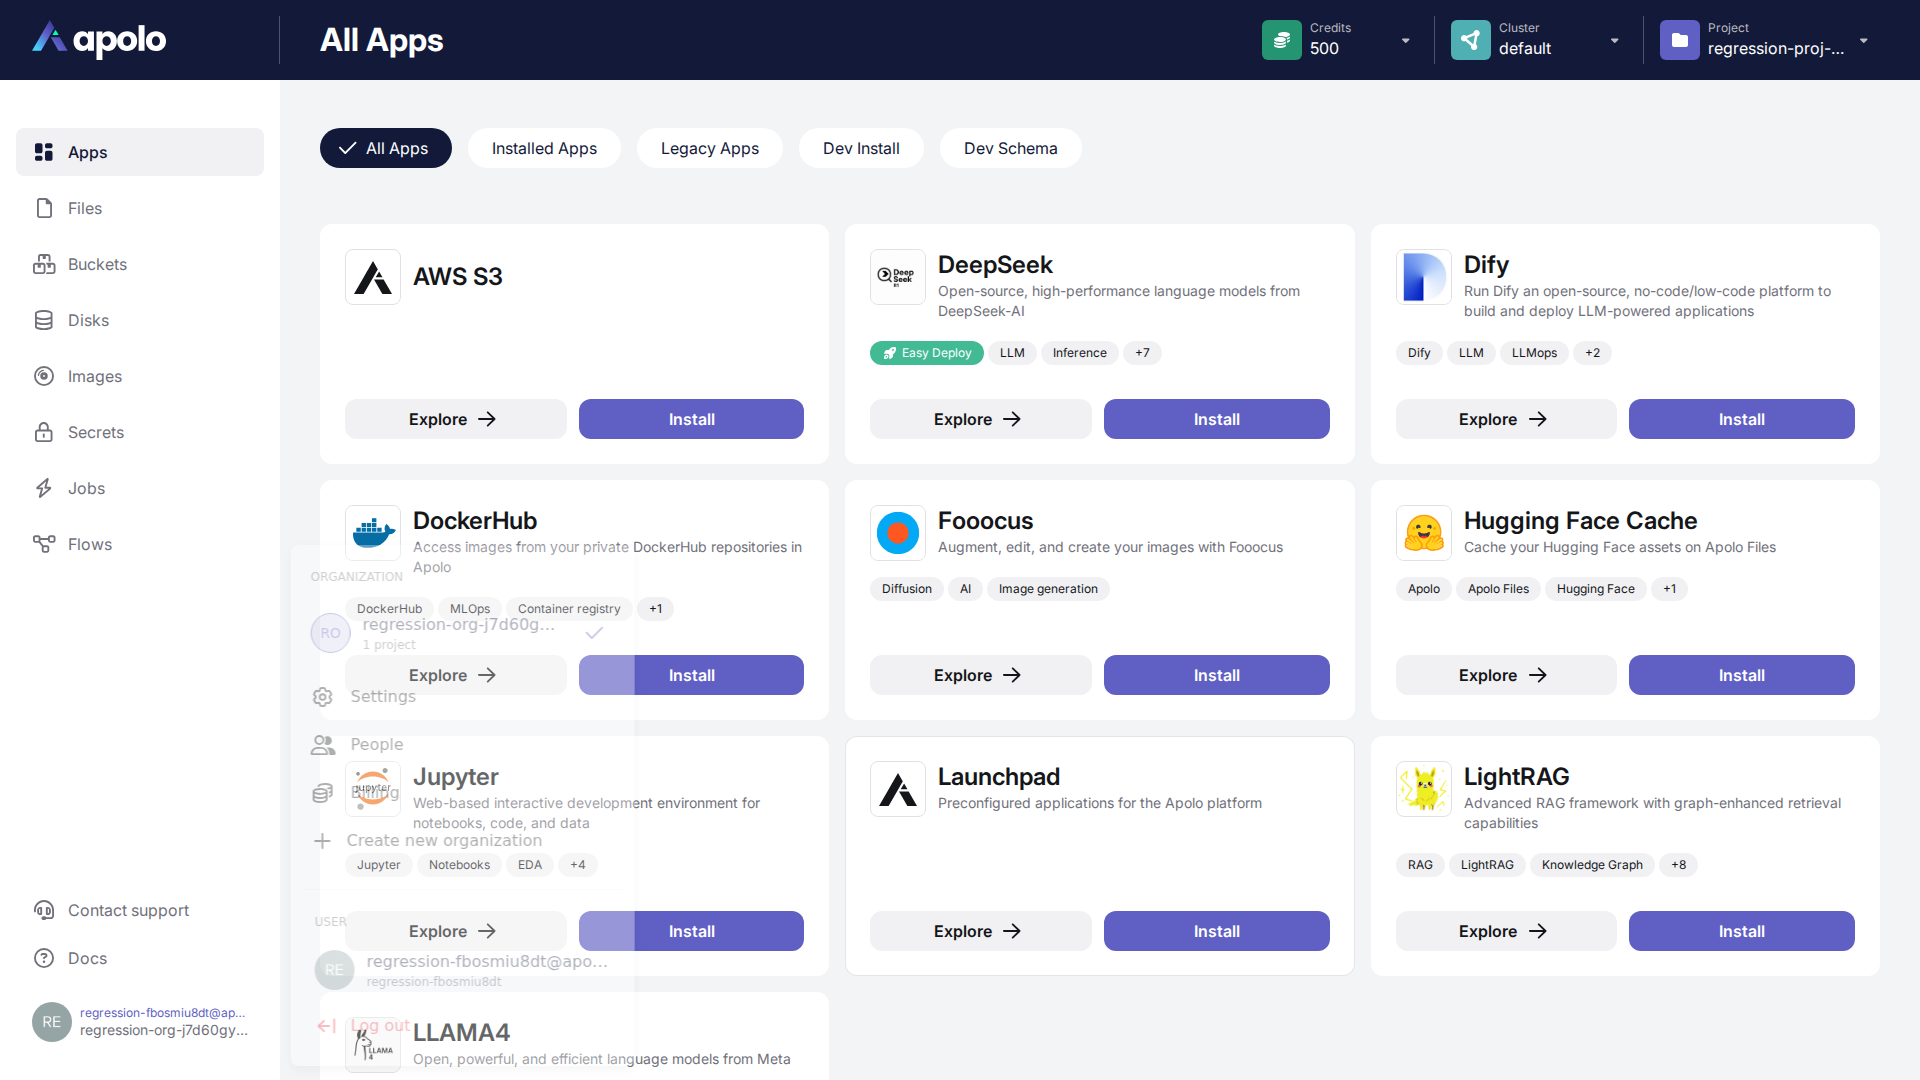 apolo
All Apps
Credits
500
Cluster
default
Project
regression-proj-...
Apps
Files
Buckets
Disks
Images
Secrets
Jobs
Flows
Contact support
Docs
RE
regression-fbosmiu8dt@ap...
regression-org-j7d60gy...
All Apps
Installed Apps
Legacy Apps
Dev Install
Dev Schema
AWS S3
Explore
Install
DeepSeek
Open-source, high-performance language models from
DeepSeek-AI
Easy Deploy
LLM
Inference
+7
Explore
Install
Dify
Run Dify an open-source, no-code/low-code platform to
build and deploy LLM-powered applications
Dify
LLM
LLMops
+2
Explore
Install
DockerHub
Access images from your private DockerHub repositories in
Apolo
DockerHub
MLOps
Container registry
+1
Explore
Install
Fooocus
Augment, edit, and create your images with Fooocus
Diffusion
AI
Image generation
Explore
Install
Hugging Face Cache
Cache your Hugging Face assets on Apolo Files
Apolo
Apolo Files
Hugging Face
+1
Explore
Install
Jupyter
Web-based interactive development environment for
notebooks, code, and data
Jupyter
Notebooks
EDA
+4
Explore
Install
Launchpad
Preconfigured applications for the Apolo platform
Explore
Install
LightRAG
Advanced RAG framework with graph-enhanced retrieval
capabilities
RAG
LightRAG
Knowledge Graph
+8
Explore
Install
LLAMA4
Open, powerful, and efficient language models from Meta
ORGANIZATION
RO
regression-org-j7d60g...
1 project
Settings
People
Billing
Create new organization
USER
RE
regression-fbosmiu8dt@apo...
regression-fbosmiu8dt
Log out
Deep
Seek
R1
jupyter
LLAMA
4